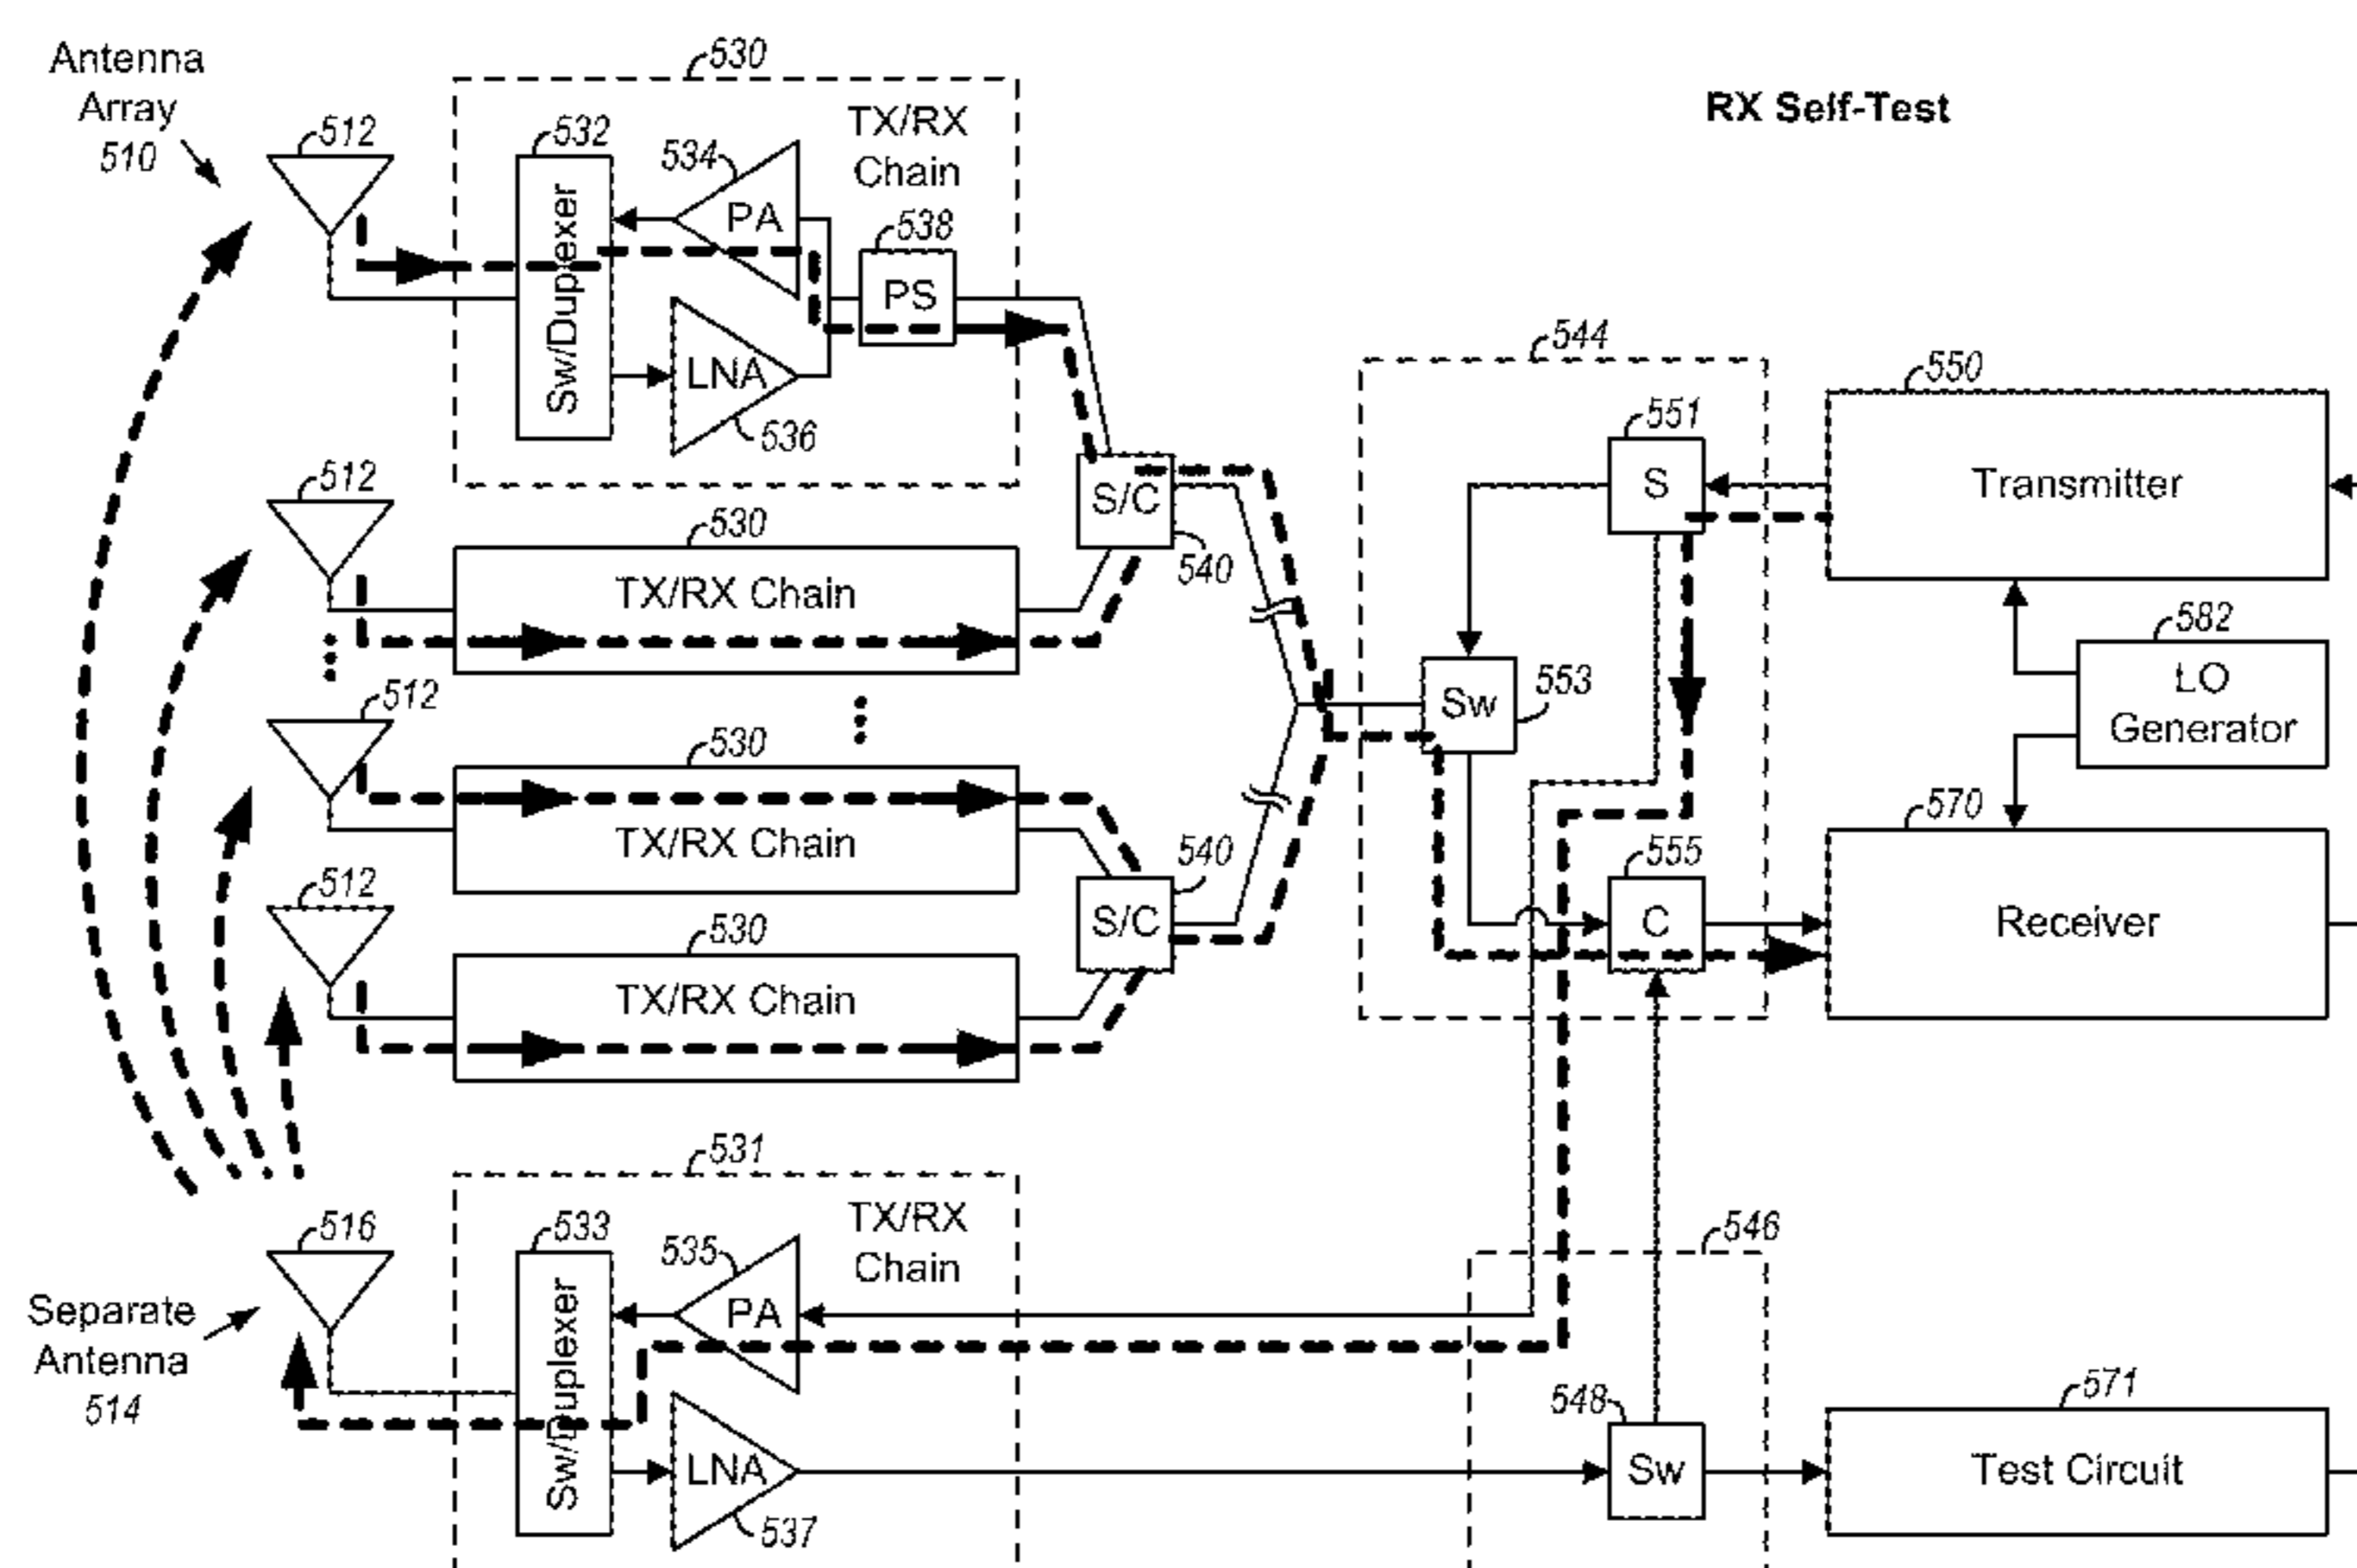 Antenna
Array
510
512
530
532
534
TX/RX
Chain
RX Self-Test
Sw/Duplexer
PA
538
PS
LNA
536
544
550
551
S
Transmitter
512
530
TX/RX Chain
S/C
540
582
LO
Generator
Sw
553
512
530
TX/RX Chain
540
S/C
555
C
570
Receiver
512
530
TX/RX Chain
531
TX/RX
Chain
516
533
535
PA
546
Separate
Antenna
514
Sw/Duplexer
LNA
537
548
Sw
571
Test Circuit